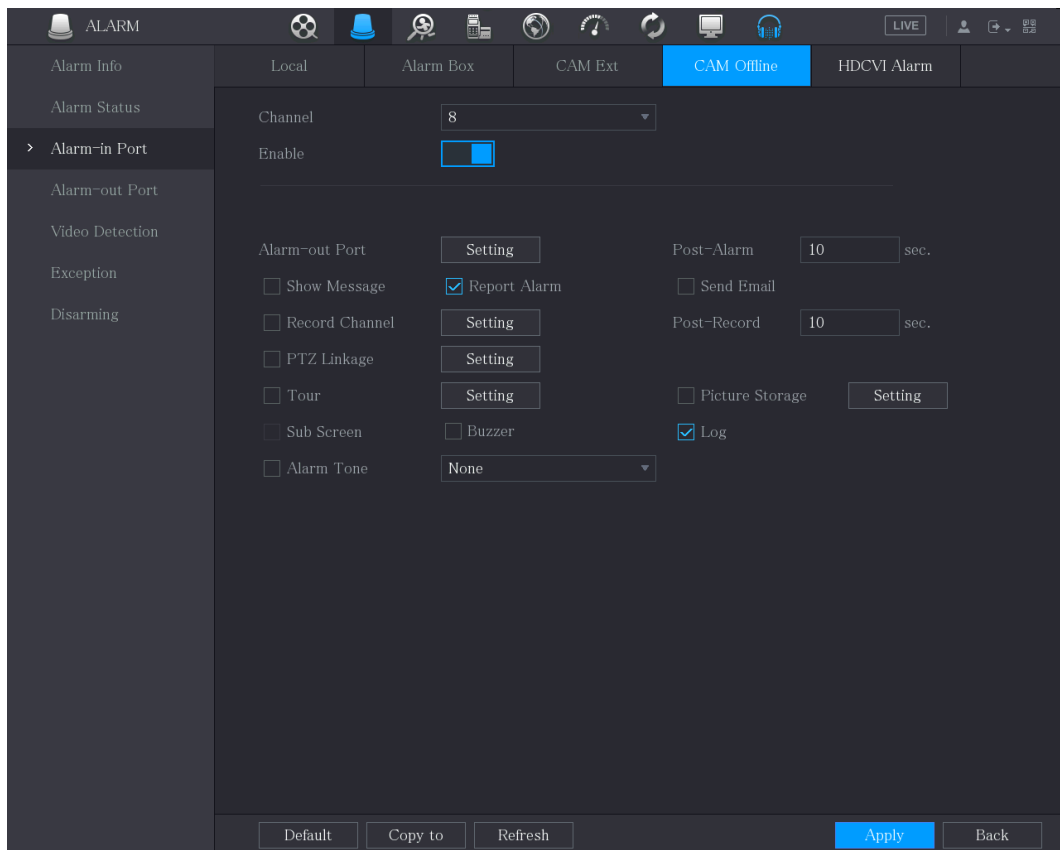 ALARM
LIVE
Alarm Info
Alarm Status
Alarm-in Port
Alarm-out Port
Video Detection
Exception
Disarming
Local
Alarm Box
CAM Ext
CAM Offline
HDCVI Alarm
Channel
8
Enable
Alarm-out Port
Setting
Post-Alarm
10
sec.
Show Message
Report Alarm
Send Email
Record Channel
Setting
Post-Record
10
sec.
PTZ Linkage
Setting
Tour
Setting
Picture Storage
Setting
Sub Screen
Buzzer
Log
Alarm Tone
None
Default
Copy to
Refresh
Apply
Back